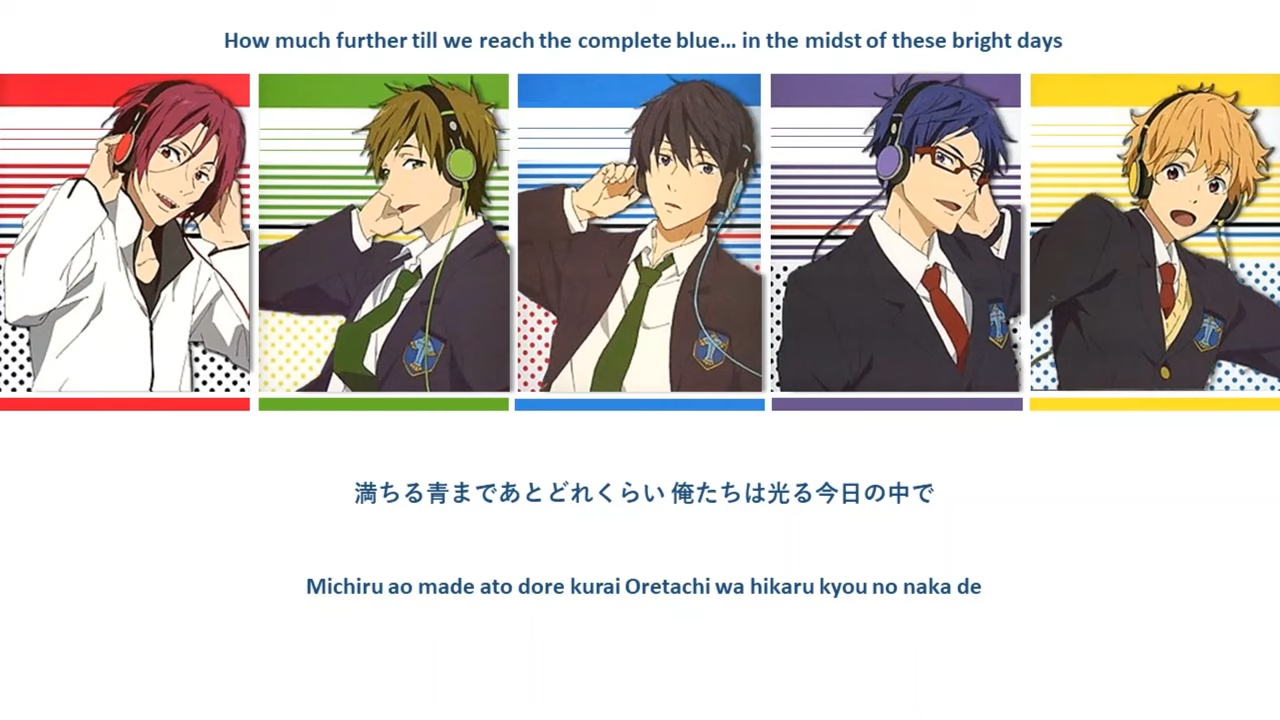 How much further till we reach the complete blue... in the midst of these bright days
満ちる青まであとどれくらい 俺たちは光る今日の中で
Michiru ao made ato dore kurai Oretachi wa hikaru kyou no naka de